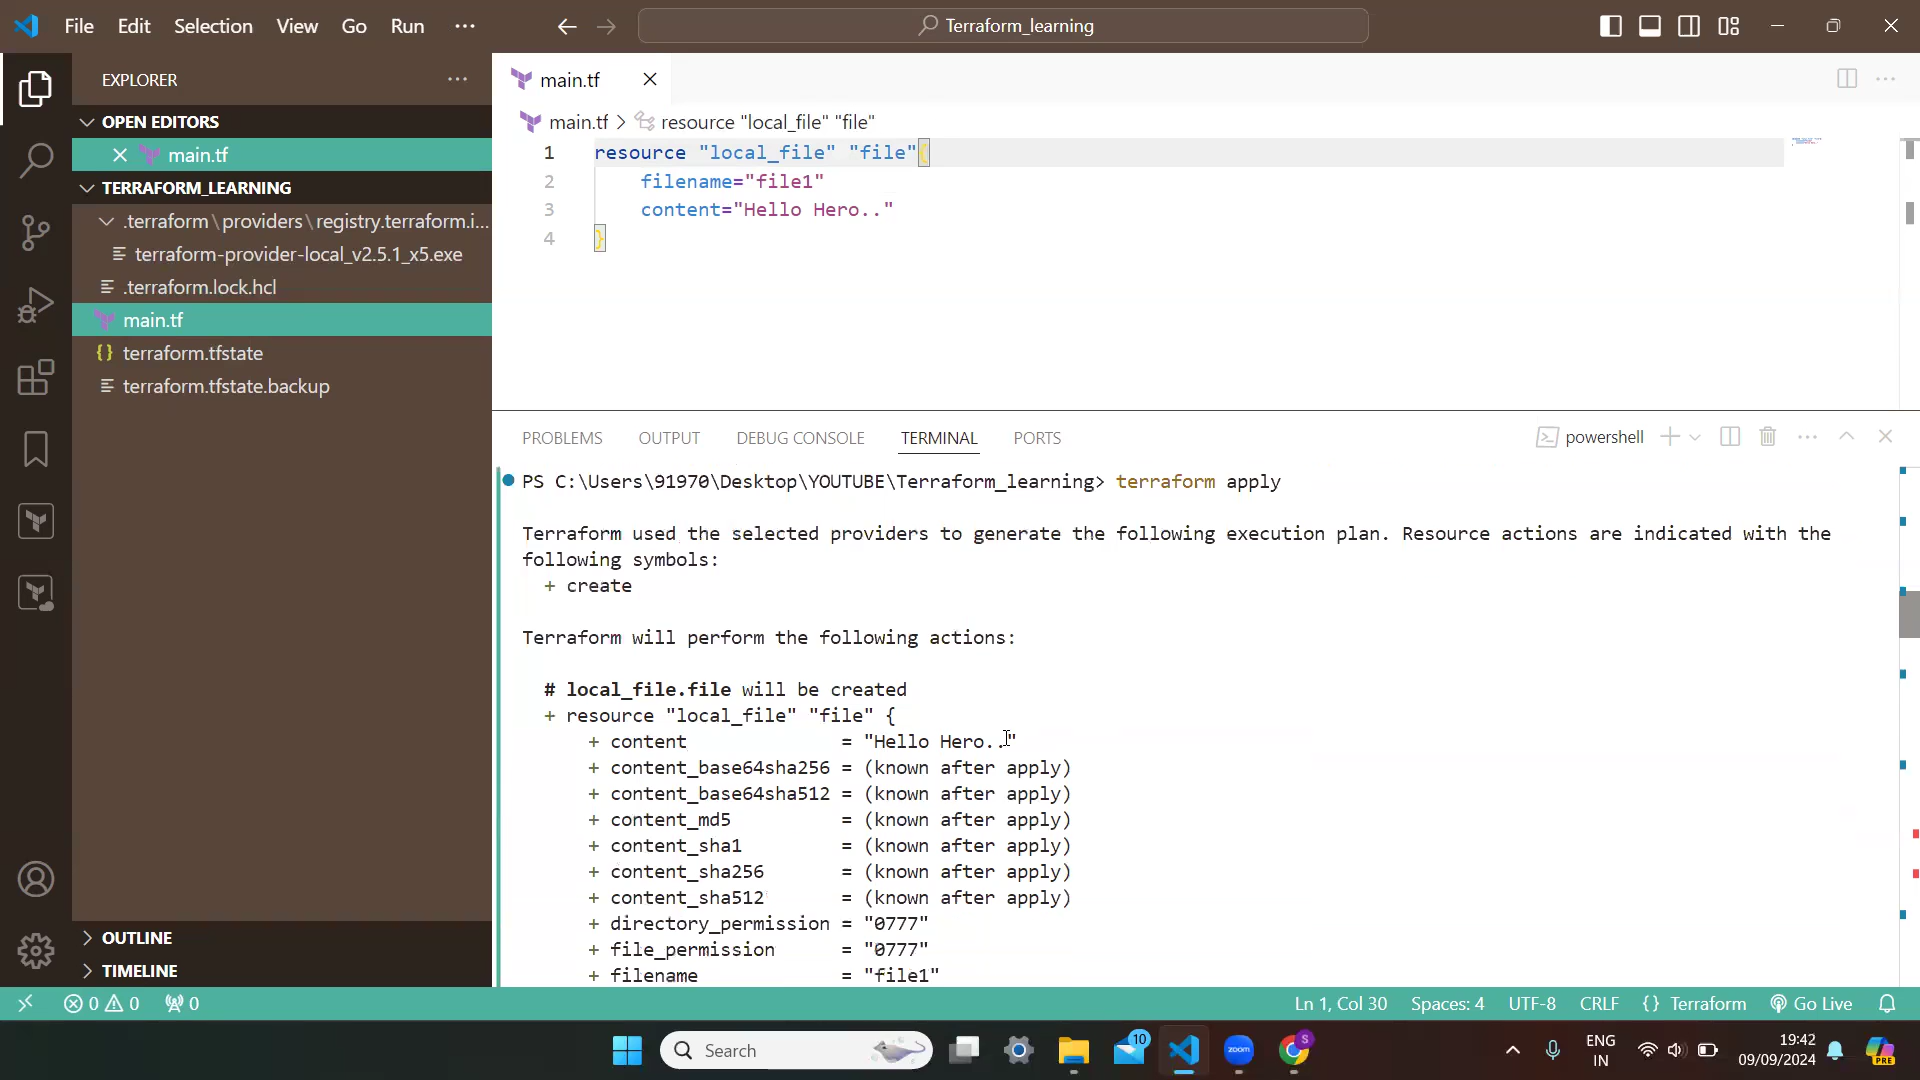 File Edit Selection View Go Run ...
Terraform_learning
EXPLORER
OPEN EDITORS
main.tf
TERRAFORM_LEARNING
.terraform\providers\registry.terraform.i...
terraform-provider-local_v2.5.1_x5.exe
.terraform.lock.hcl
main.tf
terraform.tfstate
terraform.tfstate.backup
OUTLINE
TIMELINE
main.tf
main.tf > resource "local_file" "file"
1 resource "local_file" "file"{
2 filename="file1"
3 content="Hello Hero.."
4 }
PROBLEMS OUTPUT DEBUG CONSOLE TERMINAL PORTS
powershell
PS C:\Users\91970\Desktop\YOUTUBE\Terraform_learning> terraform apply
Terraform used the selected providers to generate the following execution plan. Resource actions are indicated with the
following symbols:
+ create
Terraform will perform the following actions:
# local_file.file will be created
+ resource "local_file" "file" {
+ content = "Hello Hero.."
+ content_base64sha256 = (known after apply)
+ content_base64sha512 = (known after apply)
+ content_md5 = (known after apply)
+ content_sha1 = (known after apply)
+ content_sha256 = (known after apply)
+ content_sha512 = (known after apply)
+ directory_permission = "0777"
+ file_permission = "0777"
+ filename = "file1"
0 0 0
Ln 1, Col 30 Spaces: 4 UTF-8 CRLF {} Terraform Go Live
Search
10
zoom
S
ENG
IN
19:42
09/09/2024
PRE